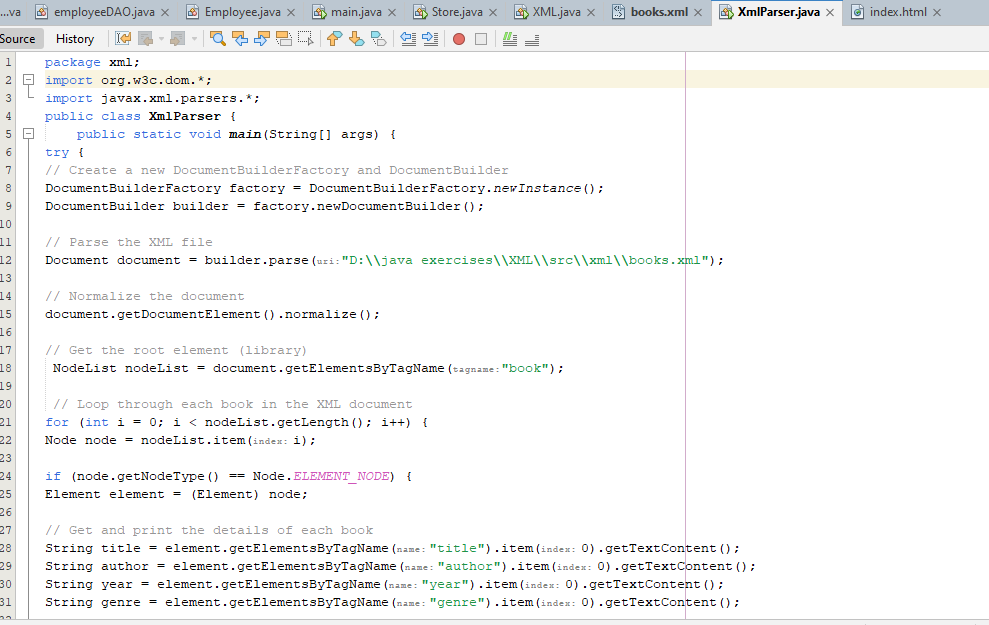 ...va employeeDAO.java Employee.java main.java Store.java XML.java books.xml XmlParser.java index.html
Source History
1 package xml;
2 import org.w3c.dom.*;
3 import javax.xml.parsers.*;
4 public class XmlParser {
5 public static void main(String[] args) {
6 try {
7 // Create a new DocumentBuilderFactory and DocumentBuilder
8 DocumentBuilderFactory factory = DocumentBuilderFactory.newInstance();
9 DocumentBuilder builder = factory.newDocumentBuilder();
10
11 // Parse the XML file
12 Document document = builder.parse(uri:"D:\\java exercises\\XML\\src\\xml\\books.xml");
13
14 // Normalize the document
15 document.getDocumentElement().normalize();
16
17 // Get the root element (library)
18 NodeList nodeList = document.getElementsByTagName(tagname:"book");
19
20 // Loop through each book in the XML document
21 for (int i = 0; i < nodeList.getLength(); i++) {
22 Node node = nodeList.item(index: i);
23
24 if (node.getNodeType() == Node.ELEMENT_NODE) {
25 Element element = (Element) node;
26
27 // Get and print the details of each book
28 String title = element.getElementsByTagName(name:"title").item(index: 0).getTextContent();
29 String author = element.getElementsByTagName(name:"author").item(index: 0).getTextContent();
30 String year = element.getElementsByTagName(name:"year").item(index: 0).getTextContent();
31 String genre = element.getElementsByTagName(name:"genre").item(index: 0).getTextContent();